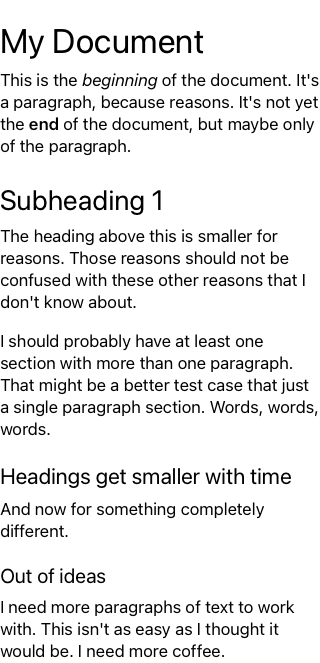 My Document
This is the beginning of the document. It's
a paragraph, because reasons. It's not yet
the end of the document, but maybe only
of the paragraph.
Subheading 1
The heading above this is smaller for
reasons. Those reasons should not be
confused with these other reasons that I
don't know about.
I should probably have at least one
section with more than one paragraph.
That might be a better test case that just
a single paragraph section. Words, words,
words.
Headings get smaller with time
And now for something completely
different.
Out of ideas
I need more paragraphs of text to work
with. This isn't as easy as I thought it
would be. I need more coffee.